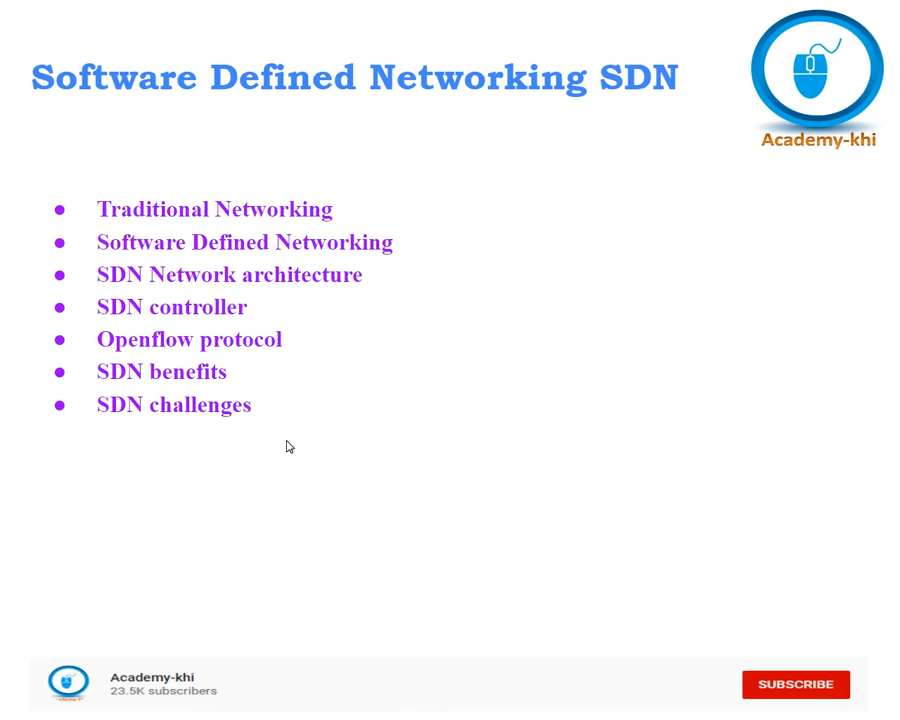 Software Defined Networking SDN
Academy-khi
● Traditional Networking
● Software Defined Networking
● SDN Network architecture
● SDN controller
● Openflow protocol
● SDN benefits
● SDN challenges
Academy-khi
23.5K subscribers
SUBSCRIBE